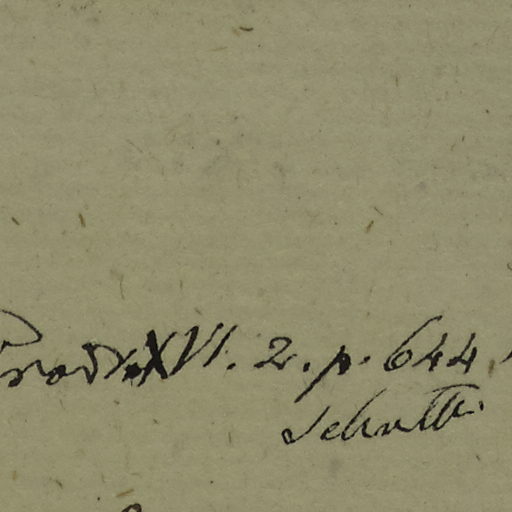 Prodr. XVI. 2. p. 644